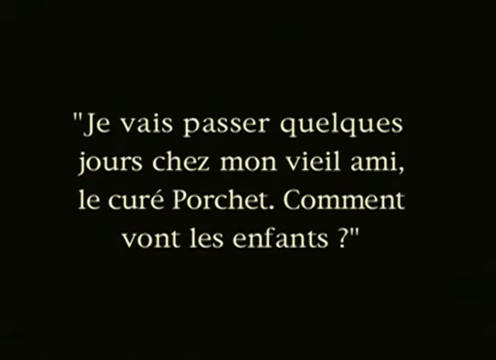 "Je vais passer quelques
jours chez mon vieil ami,
le curé Porchet. Comment
vont les enfants ?"